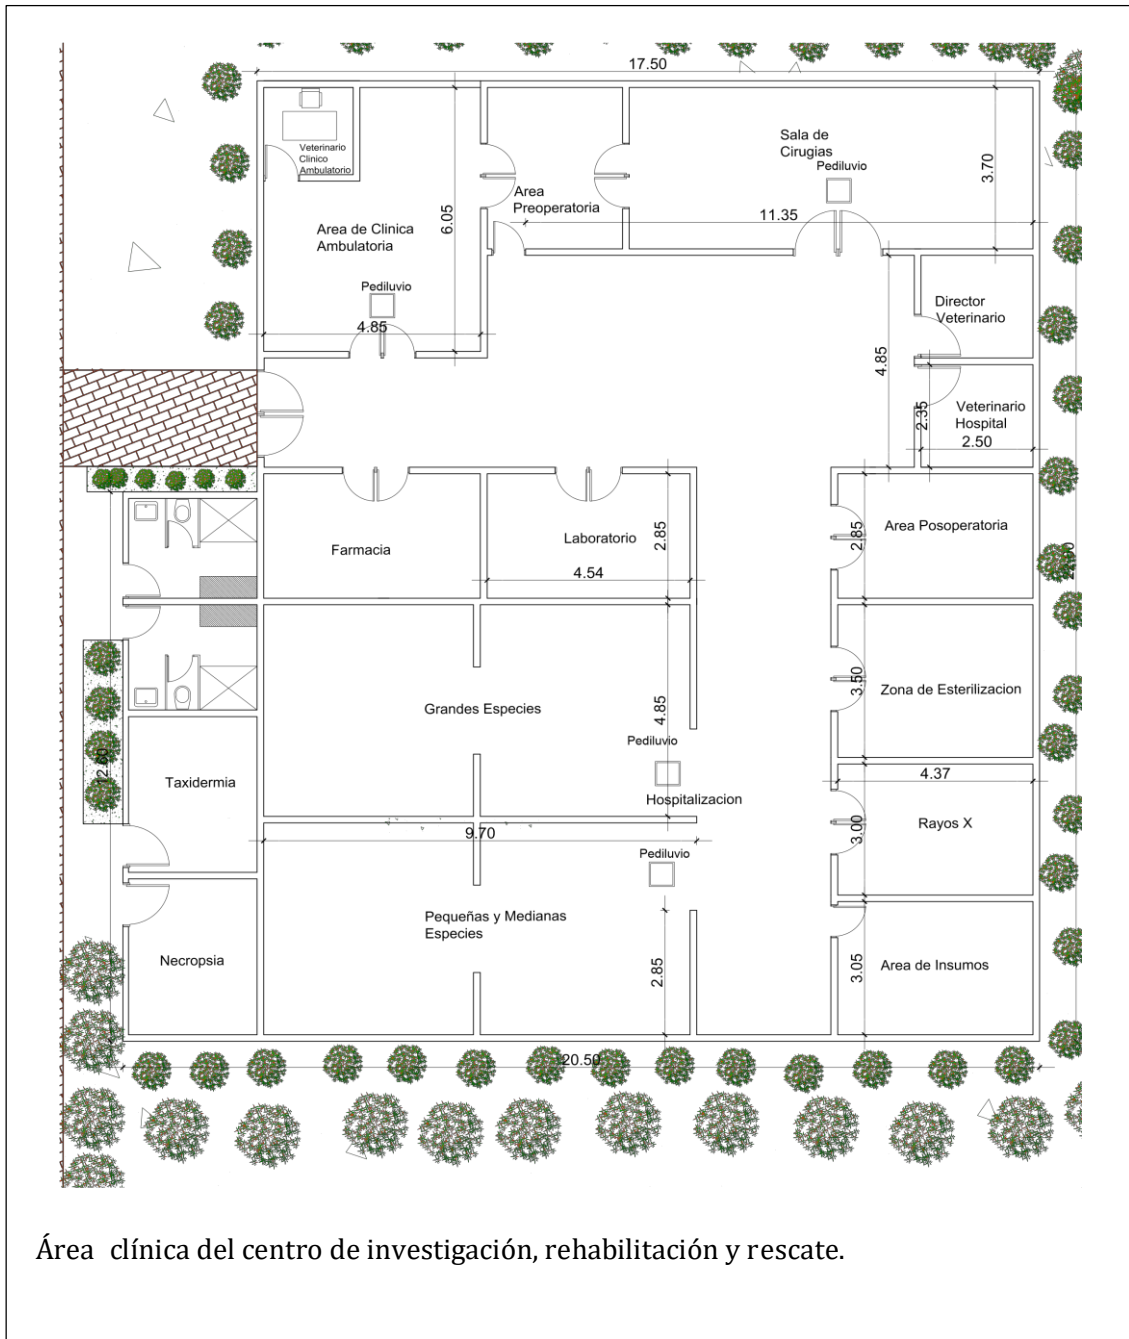 17.50
Veterinario
Clinico
Ambulatorio
Sala de
Cirugias
Pediluvio
3.70
Area
Preoperatoria
11.35
6.05
Area de Clinica
Ambulatoria
Pediluvio
4.85
Director
Veterinario
4.85
2.35
Veterinario
Hospital
2.50
Farmacia
Laboratorio
2.85
4.54
2.85
Area Posoperatoria
Grandes Especies
4.85
3.50
Zona de Esterilizacion
Pediluvio
Hospitalizacion
12.60
Taxidermia
4.37
Rayos X
3.00
9.70
Pediluvio
Pequeñas y Medianas
Especies
2.85
Necropsia
3.05
Area de Insumos
20.50
Área clínica del centro de investigación, rehabilitación y rescate.